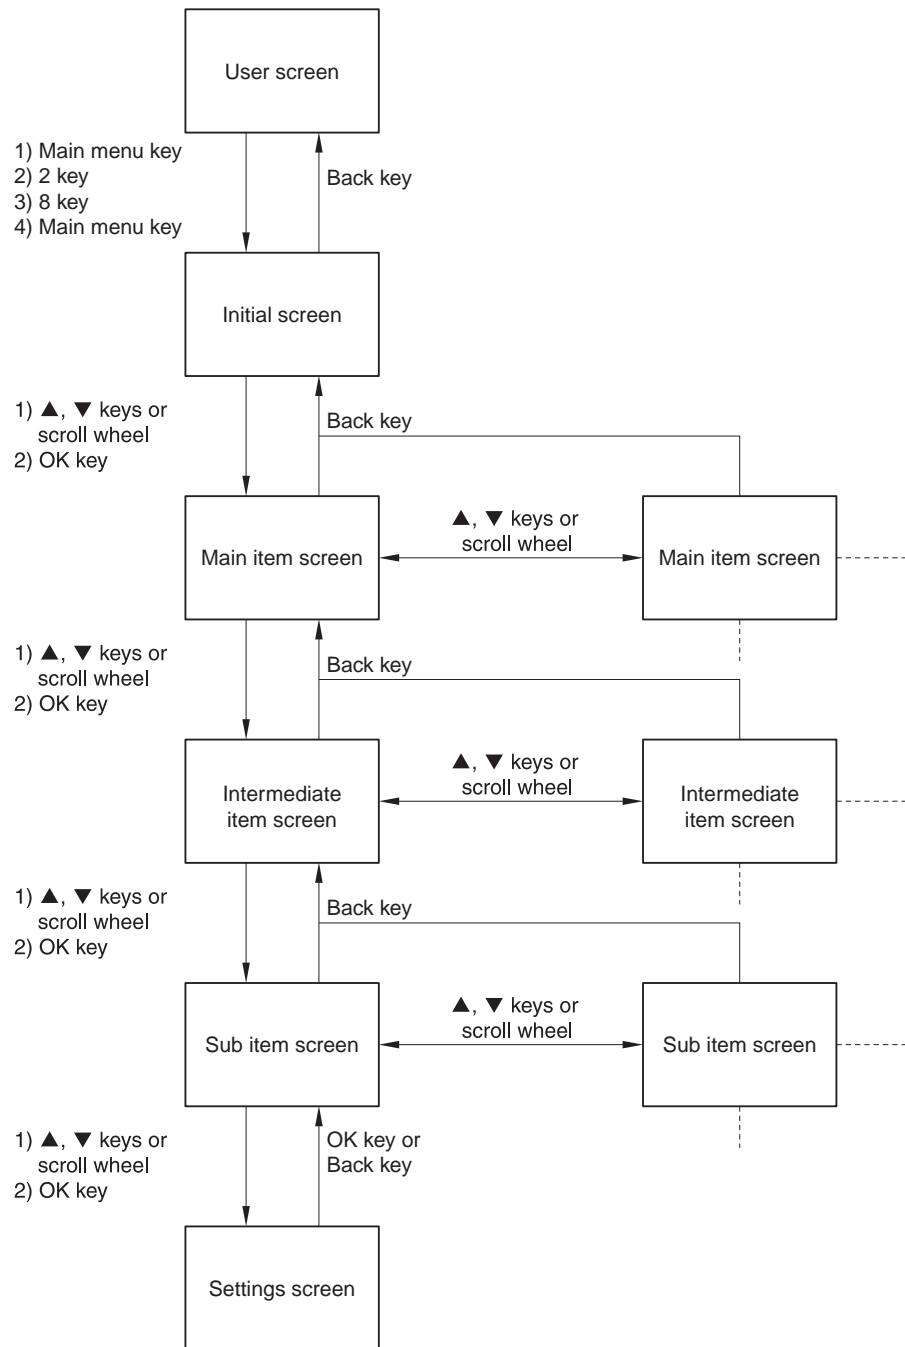 User screen
1) Main menu key
2) 2 key
3) 8 key
4) Main menu key
Back key
Initial screen
1) ▲, ▼ keys or
scroll wheel
2) OK key
Back key
Main item screen
▲, ▼ keys or
scroll wheel
Main item screen
1) ▲, ▼ keys or
scroll wheel
2) OK key
Back key
Intermediate
item screen
▲, ▼ keys or
scroll wheel
Intermediate
item screen
1) ▲, ▼ keys or
scroll wheel
2) OK key
Back key
Sub item screen
▲, ▼ keys or
scroll wheel
Sub item screen
1) ▲, ▼ keys or
scroll wheel
2) OK key
OK key or
Back key
Settings screen